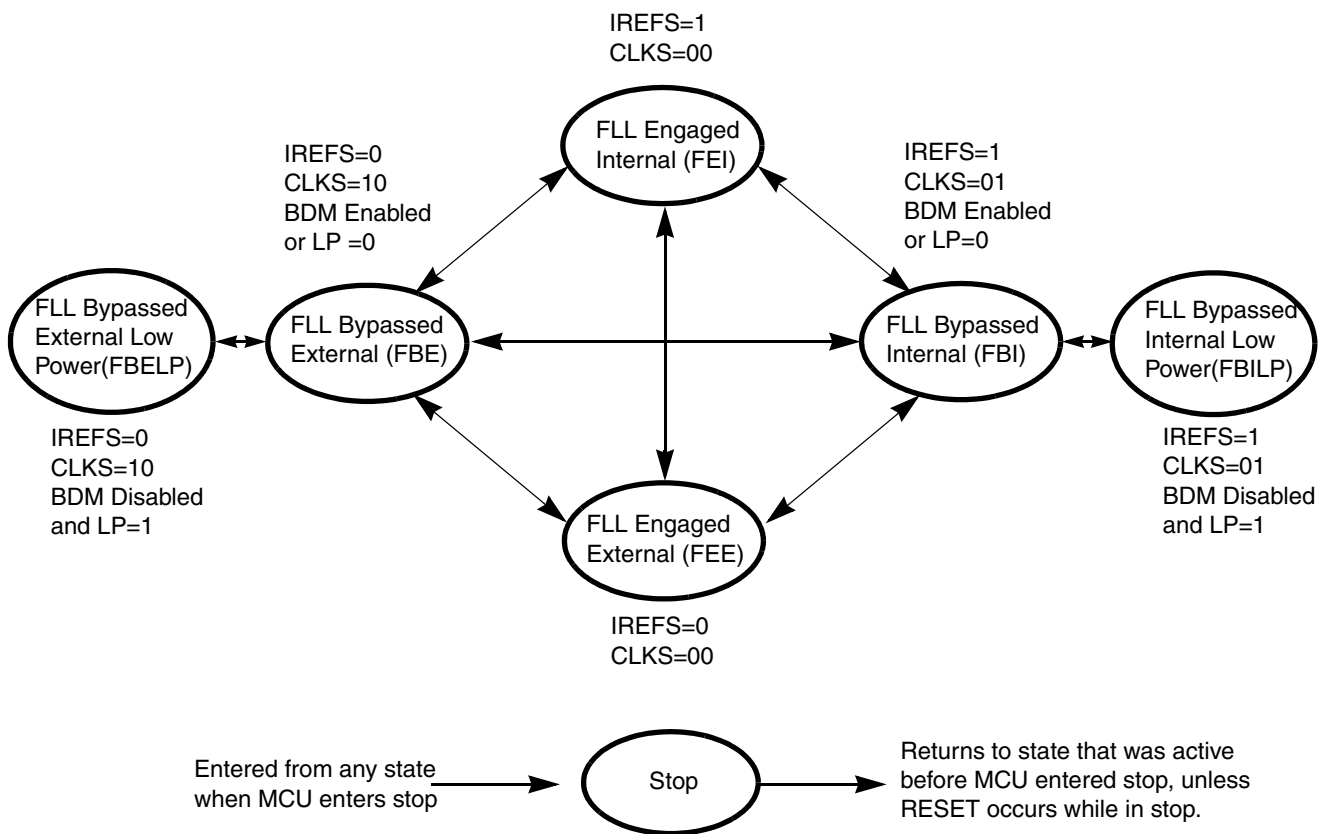 IREFS=1
CLKS=00
FLL Engaged
Internal (FEI)
IREFS=0
CLKS=10
BDM Enabled
or LP =0
IREFS=1
CLKS=01
BDM Enabled
or LP=0
FLL Bypassed
External Low
Power(FBELP)
FLL Bypassed
External (FBE)
FLL Bypassed
Internal (FBI)
FLL Bypassed
Internal Low
Power(FBILP)
IREFS=0
CLKS=10
BDM Disabled
and LP=1
IREFS=1
CLKS=01
BDM Disabled
and LP=1
FLL Engaged
External (FEE)
IREFS=0
CLKS=00
Entered from any state
when MCU enters stop
Stop
Returns to state that was active
before MCU entered stop, unless
RESET occurs while in stop.